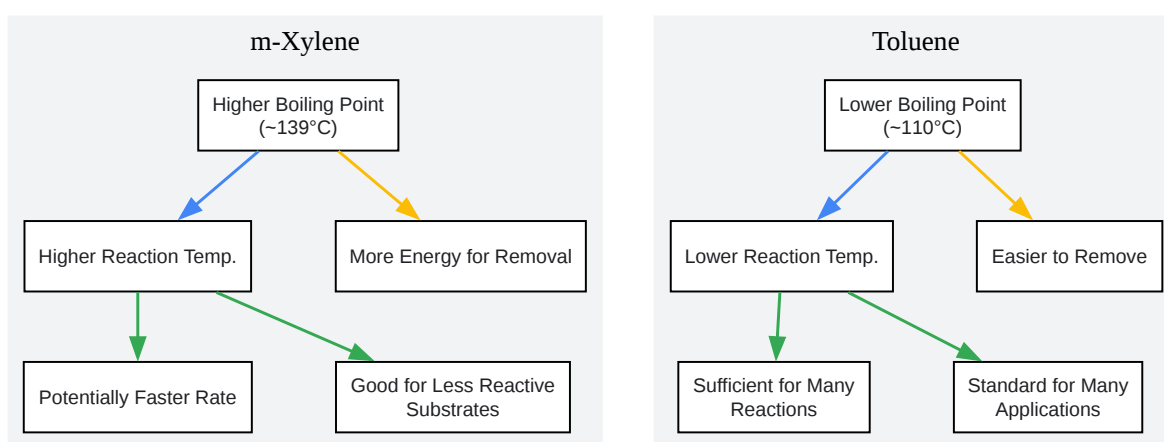 m-Xylene
Higher Boiling Point
(~139°C)
Higher Reaction Temp.
More Energy for Removal
Potentially Faster Rate
Good for Less Reactive
Substrates
Toluene
Lower Boiling Point
(~110°C)
Lower Reaction Temp.
Easier to Remove
Sufficient for Many
Reactions
Standard for Many
Applications